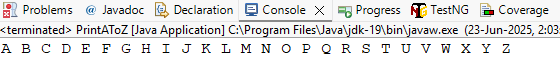 Problems @ Javadoc Declaration Console × Progress TestNG Coverage
<terminated> PrintAToZ [Java Application] C:\Program Files\Java\jdk-19\bin\javaw.exe (23-Jun-2025, 2:03
A B C D E F G H I J K L M N O P Q R S T U V W X Y Z